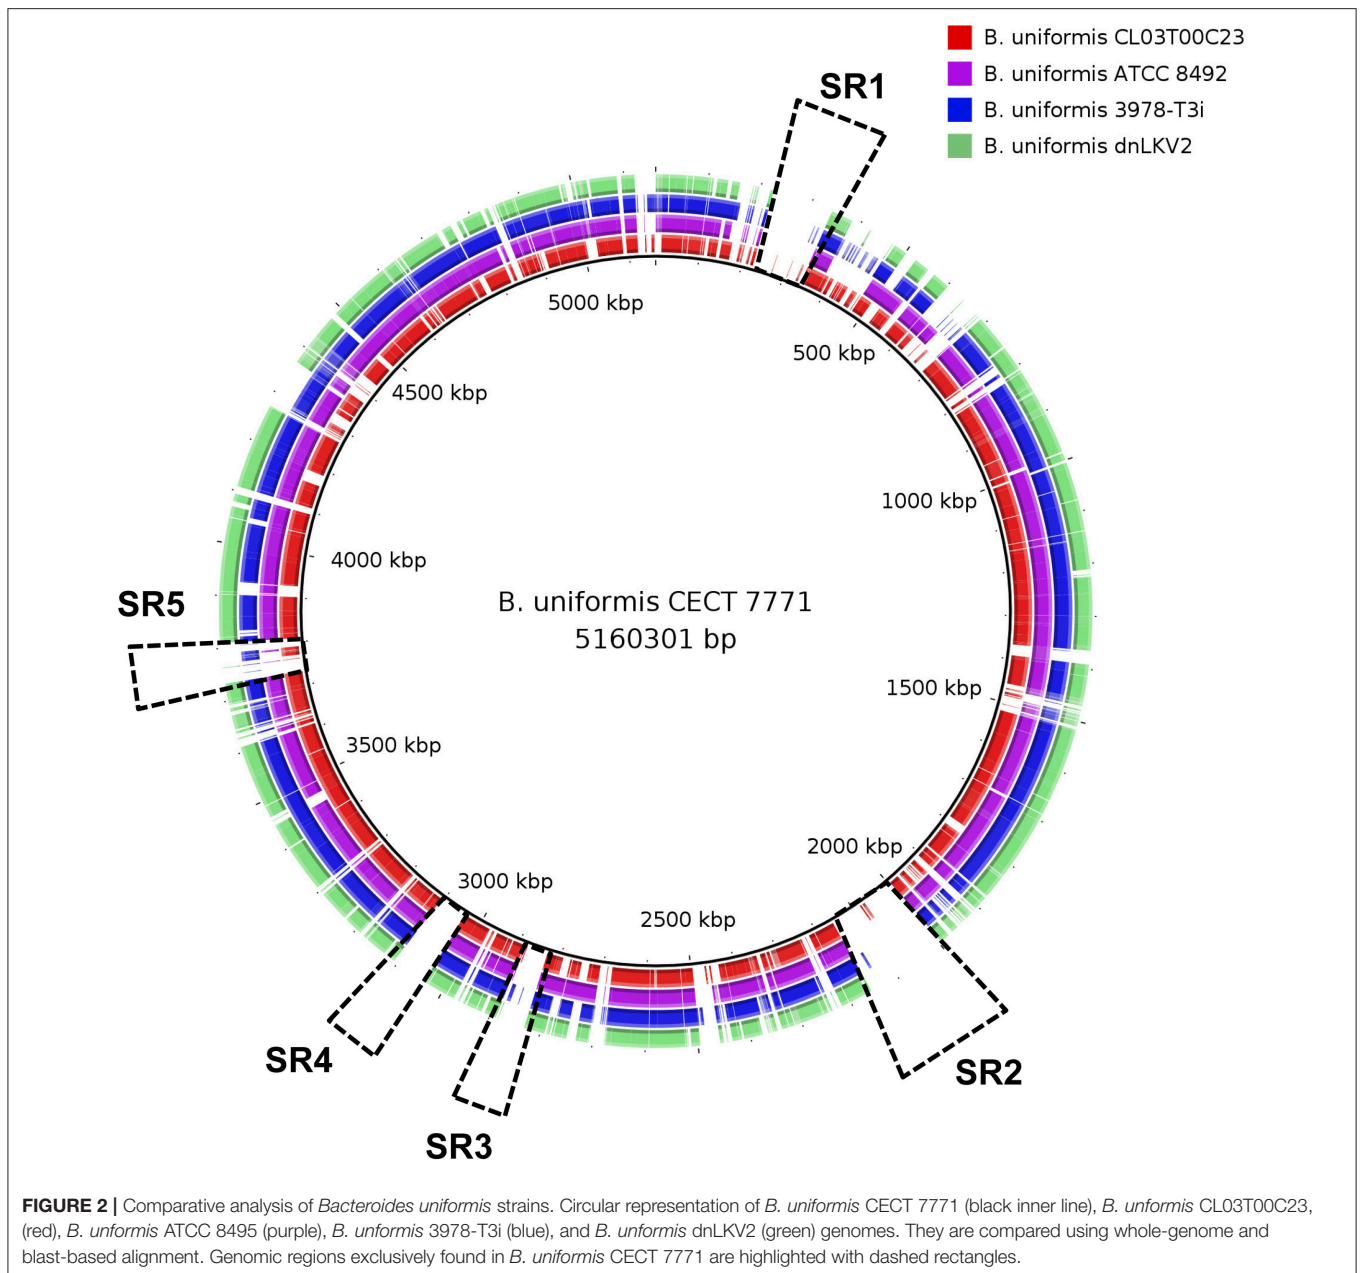 B. uniformis CL03T00C23
B. uniformis ATCC 8492
B. uniformis 3978-T3i
B. uniformis dnLKV2
SR1
5000 kbp
500 kbp
4500 kbp
1000 kbp
4000 kbp
SR5
B. uniformis CECT 7771
5160301 bp
1500 kbp
3500 kbp
2000 kbp
3000 kbp
2500 kbp
SR4
SR2
SR3
FIGURE 2 | Comparative analysis of Bacteroides uniformis strains. Circular representation of B. uniformis CECT 7771 (black inner line), B. unformis CL03T00C23,
(red), B. uniformis ATCC 8495 (purple), B. uniformis 3978-T3i (blue), and B. uniformis dnLKV2 (green) genomes. They are compared using whole-genome and
blast-based alignment. Genomic regions exclusively found in B. uniformis CECT 7771 are highlighted with dashed rectangles.